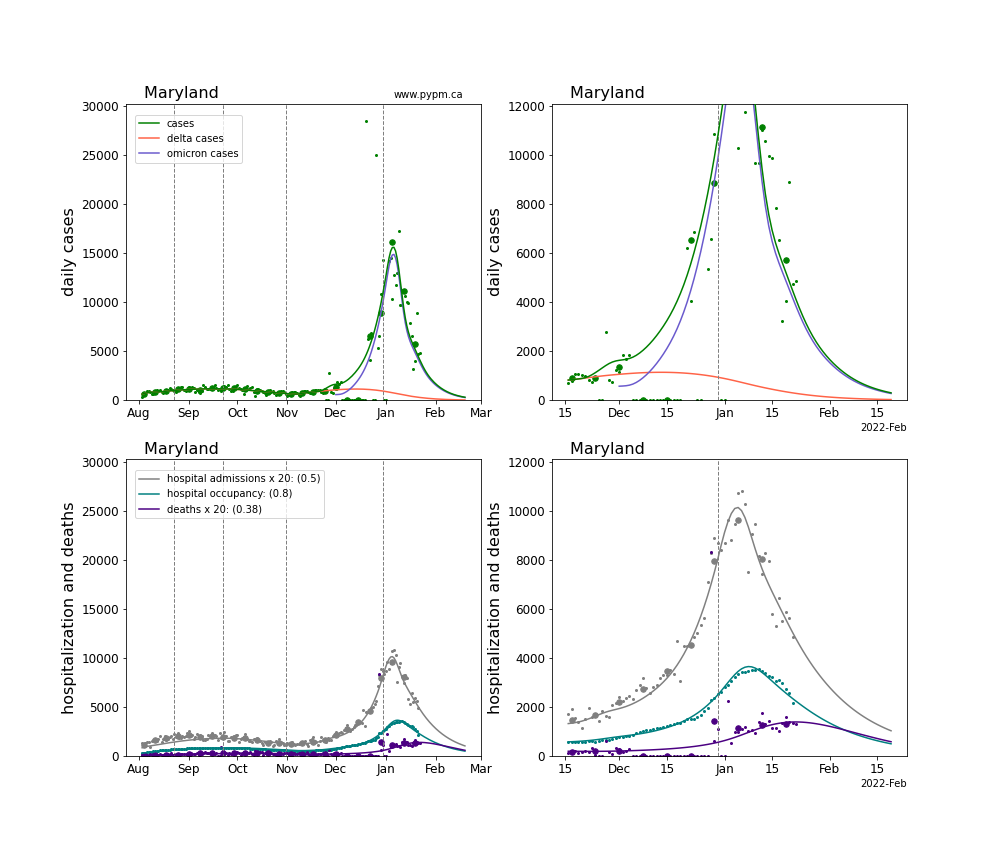 Maryland
www.pypm.ca
30000
25000
20000
15000
10000
5000
0
daily cases
cases
delta cases
omicron cases
Aug Sep Oct Nov Dec Jan Feb Mar
Maryland
12000
10000
8000
6000
4000
2000
0
daily cases
15 Dec 15 Jan 15 Feb 15
2022-Feb
Maryland
30000
25000
20000
15000
10000
5000
0
hospitalization and deaths
hospital admissions x 20: (0.5)
hospital occupancy: (0.8)
deaths x 20: (0.38)
Aug Sep Oct Nov Dec Jan Feb Mar
Maryland
12000
10000
8000
6000
4000
2000
0
hospitalization and deaths
15 Dec 15 Jan 15 Feb 15
2022-Feb